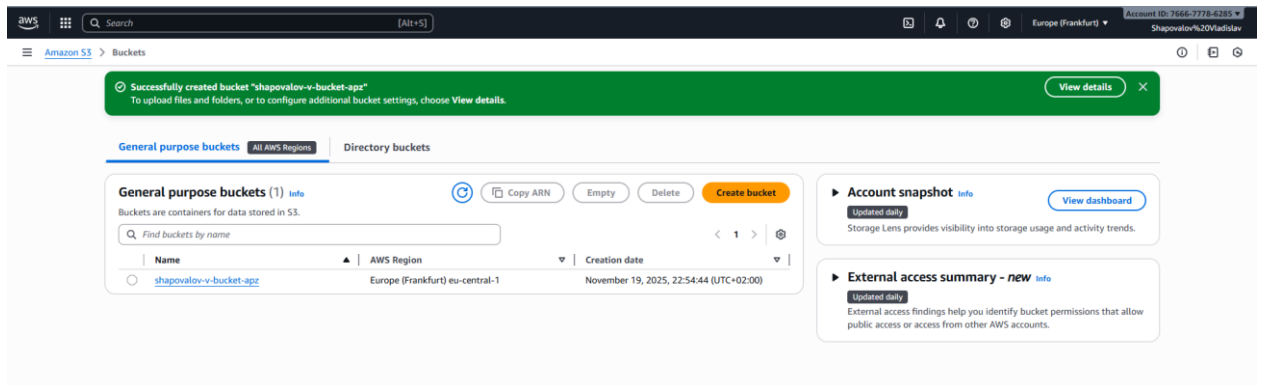 aws
Search
[Alt+S]
Europe (Frankfurt)
Account ID: 7666-7778-6285
Shapovalov%20Vladislav
Amazon S3 > Buckets
Successfully created bucket "shapovalov-v-bucket-apz"
To upload files and folders, or to configure additional bucket settings, choose View details.
View details
General purpose buckets All AWS Regions
Directory buckets
General purpose buckets (1) Info
Copy ARN
Empty
Delete
Create bucket
Buckets are containers for data stored in S3.
Find buckets by name
1
Name
AWS Region
Creation date
shapovalov-v-bucket-apz
Europe (Frankfurt) eu-central-1
November 19, 2025, 22:54:44 (UTC+02:00)
Account snapshot Info
View dashboard
Updated daily
Storage Lens provides visibility into storage usage and activity trends.
External access summary - new Info
Updated daily
External access findings help you identify bucket permissions that allow
public access or access from other AWS accounts.